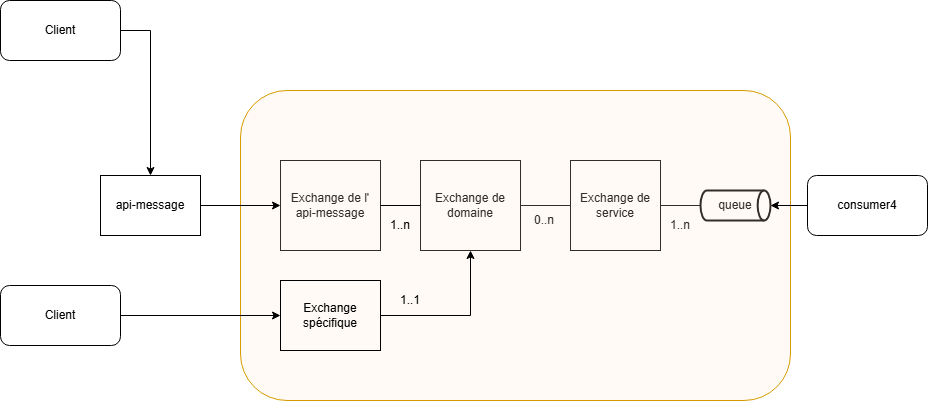 Client
api-message
Exchange de l'
api-message
1..n
Exchange de
domaine
0..n
Exchange de
service
1..n
queue
consumer4
Client
Exchange
spécifique
1..1